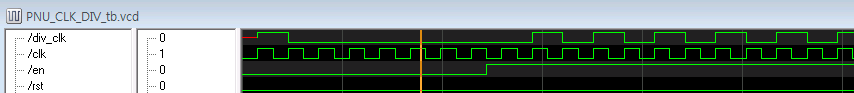 PNU_CLK_DIV_tb.vcd
/div_clk 0
/clk 1
/en 0
/rst 0